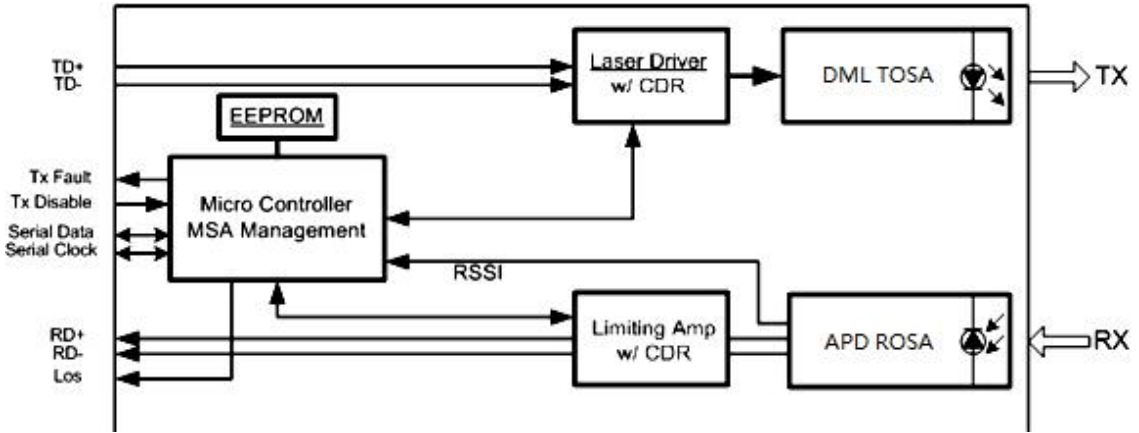 TD+
TD-
Laser Driver
w/ CDR
DML TOSA
TX
EEPROM
Tx Fault
Tx Disable
Serial Data
Serial Clock
Micro Controller
MSA Management
RSSI
RD+
RD-
Los
Limiting Amp
w/ CDR
APD ROSA
RX